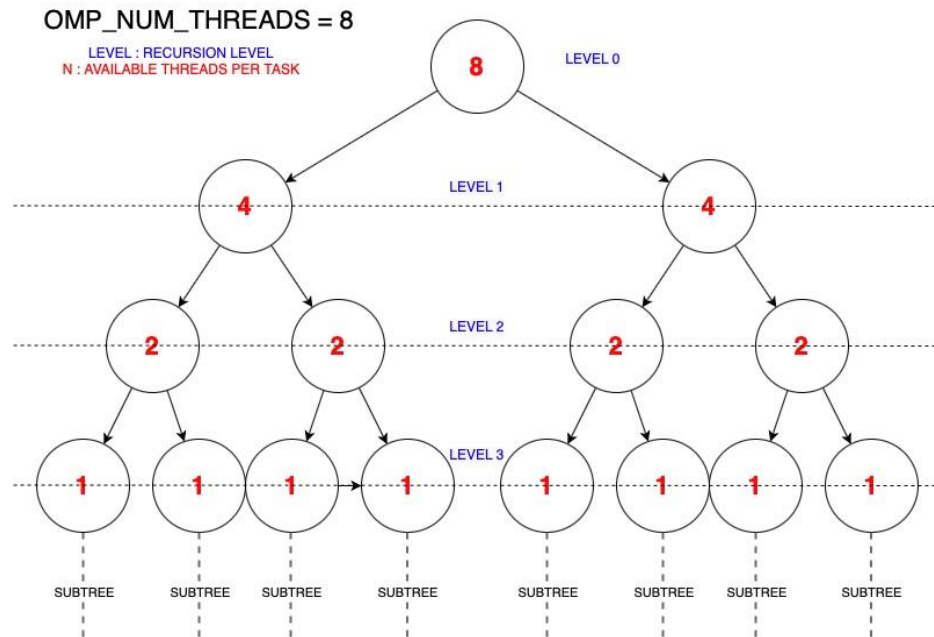 OMP_NUM_THREADS = 8
LEVEL : RECURSION LEVEL
N : AVAILABLE THREADS PER TASK
8
LEVEL 0
4
LEVEL 1
4
2
2
LEVEL 2
2
2
LEVEL 3
1
1
1
1
1
1
1
1
SUBTREE
SUBTREE
SUBTREE
SUBTREE
SUBTREE
SUBTREE
SUBTREE
SUBTREE